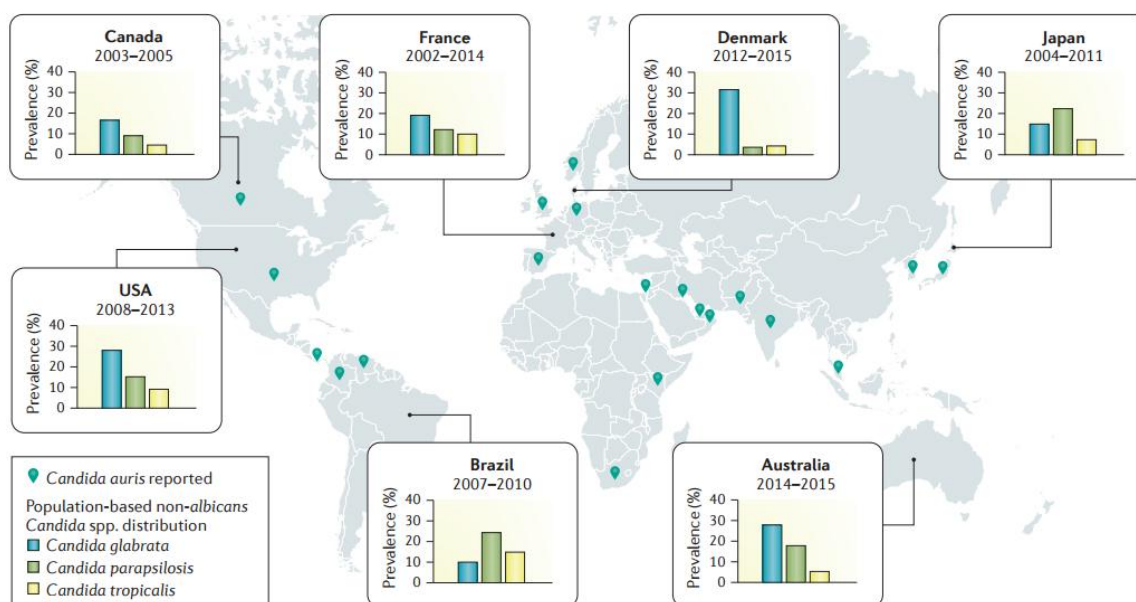 Canada
2003–2005
Prevalence (%)
40
30
20
10
0
France
2002–2014
Prevalence (%)
40
30
20
10
0
Denmark
2012–2015
Prevalence (%)
40
30
20
10
0
Japan
2004–2011
Prevalence (%)
40
30
20
10
0
USA
2008–2013
Prevalence (%)
40
30
20
10
0
Brazil
2007–2010
Prevalence (%)
40
30
20
10
0
Australia
2014–2015
Prevalence (%)
40
30
20
10
0
Candida auris reported
Population-based non-albicans
Candida spp. distribution
Candida glabrata
Candida parapsilosis
Candida tropicalis